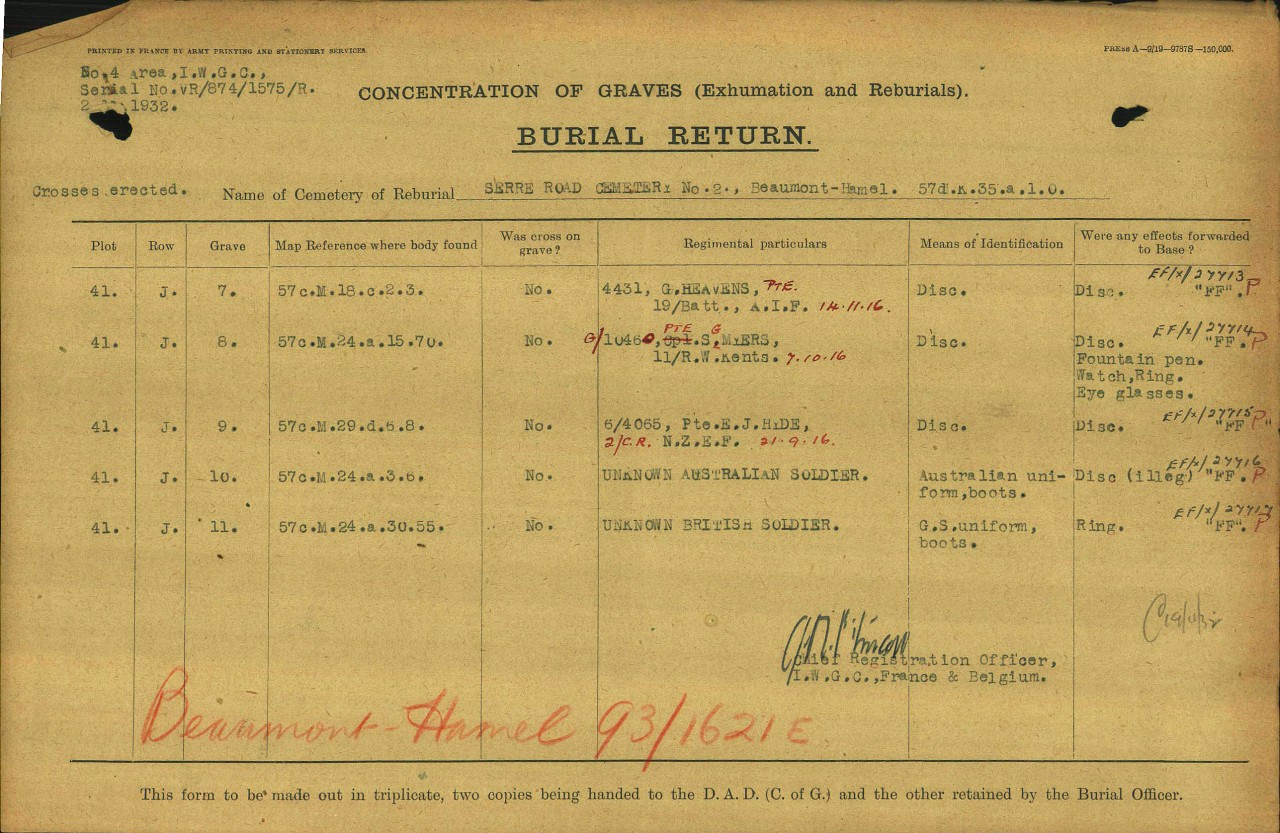 PRINTED IN FRANCE BY ARMY PRINTING AND STATIONERY SERVICES.
PRESS A—9/19—9787S—150,000.
No.4 Area,I.W.G.C.,
Serial No.VR/874/1575/R.
1932.
CONCENTRATION OF GRAVES (Exhumation and Reburials).
BURIAL RETURN.
Crosses erected.
Name of Cemetery of Reburial SERRE ROAD CEMETERY No.2., Beaumont-Hamel. 57d.K.35.a.1.0.
Plot Row Grave Map Reference where body found Was cross on grave? Regimental particulars Means of Identification Were any effects forwarded to Base?
EF/x/27713
41. J. 7. 57c.M.18.c.2.3. No. 4431, G.HEAVENS, PTE. Disc. Disc. "FF". P
19/Batt., A.I.F. 14.11.16.
PTE G EF/x/27714
41. J. 8. 57c.M.24.a.15.70. No. G/10460, Cpl.S.MYERS, Disc. Disc. "FF. P
11/R.W.Kents. 7.10.16 Fountain pen.
Watch,Ring.
Eye glasses.
EF/x/27715
41. J. 9. 57c.M.29.d.6.8. No. 6/4065, Pte.E.J.HYDE, Disc. Disc. "FF P"
2/C.R. N.Z.E.F. 21.9.16.
EF/x/27716
41. J. 10. 57c.M.24.a.3.6. No. UNKNOWN AUSTRALIAN SOLDIER. Australian uni- Disc (illeg) "FF. P
form,boots.
EF/x/27717
41. J. 11. 57c.M.24.a.30.55. No. UNKNOWN BRITISH SOLDIER. G.S.uniform, Ring. "FF". P
boots.
Chief Registration Officer,
I.W.G.C.,France & Belgium.
Beaumont-Hamel 93/1621 E
This form to be made out in triplicate, two copies being handed to the D. A. D. (C. of G.) and the other retained by the Burial Officer.